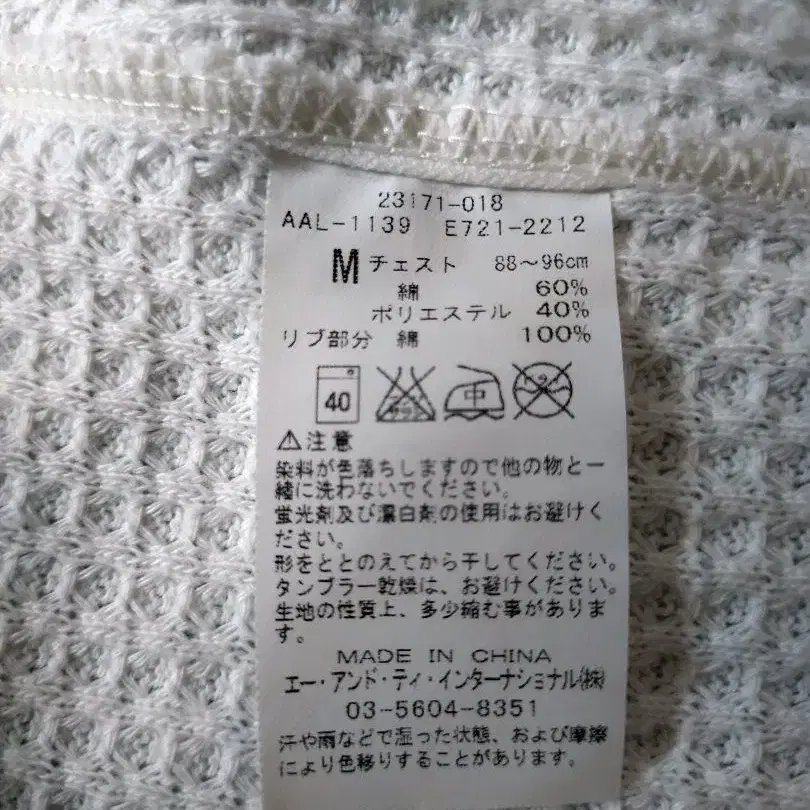 23171-018
AAL-1139 E721-2212
M チェスト 88～96cm
綿 60%
ポリエステル 40%
リブ部分 綿 100%
40 エンソ サラシ 中 ドライ
⚠注意
染料が色落ちしますので他の物と一
緒に洗わないでください。
蛍光剤及び漂白剤の使用はお避けく
ださい。
形をととのえてから干してください。
タンブラー乾燥は、お避けください。
生地の性質上、多少縮む事がありま
す。
MADE IN CHINA
エー・アンド・ティ・インターナショナル㈱
03-5604-8351
汗や雨などで湿った状態、および摩擦
により色移りすることがあります。